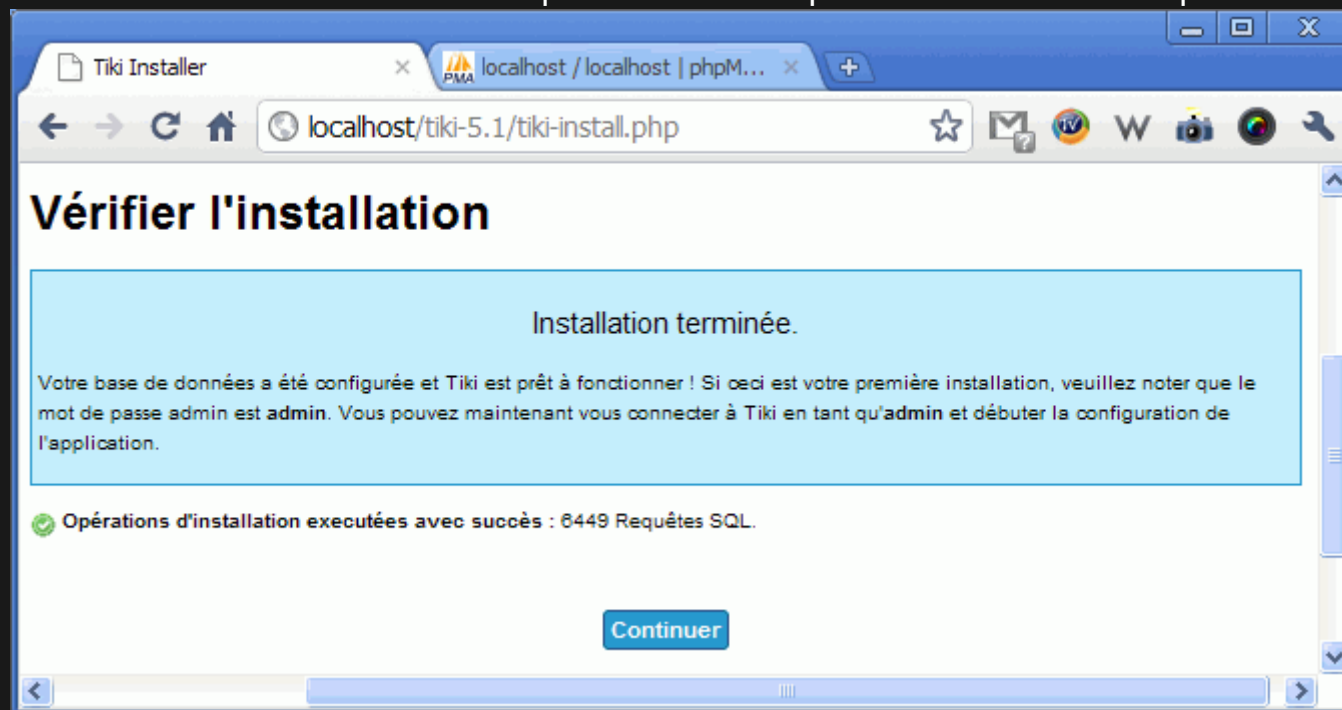 Tiki Installer
localhost / localhost | phpM...
localhost/tiki-5.1/tiki-install.php
Vérifier l'installation
Installation terminée.
Votre base de données a été configurée et Tiki est prêt à fonctionner ! Si ceci est votre première installation, veuillez noter que le
mot de passe admin est admin. Vous pouvez maintenant vous connecter à Tiki en tant qu'admin et débuter la configuration de
l'application.
Opérations d'installation executées avec succès : 6449 Requêtes SQL.
Continuer